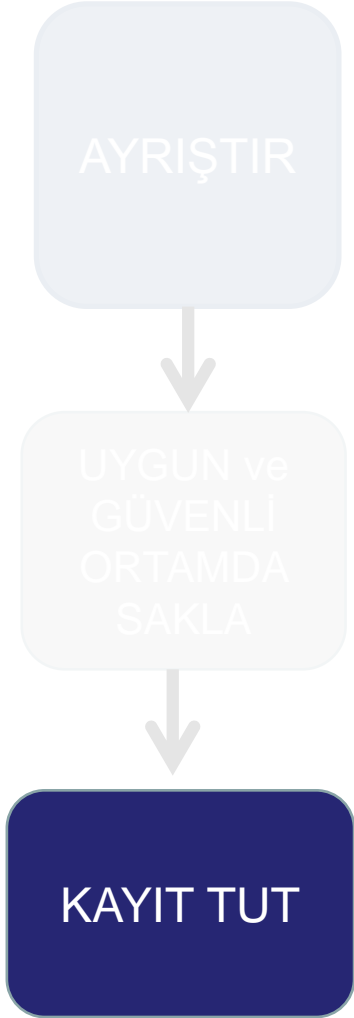 AYRIŞTIR
UYGUN ve
GÜVENLİ
ORTAMDA
SAKLA
KAYIT TUT